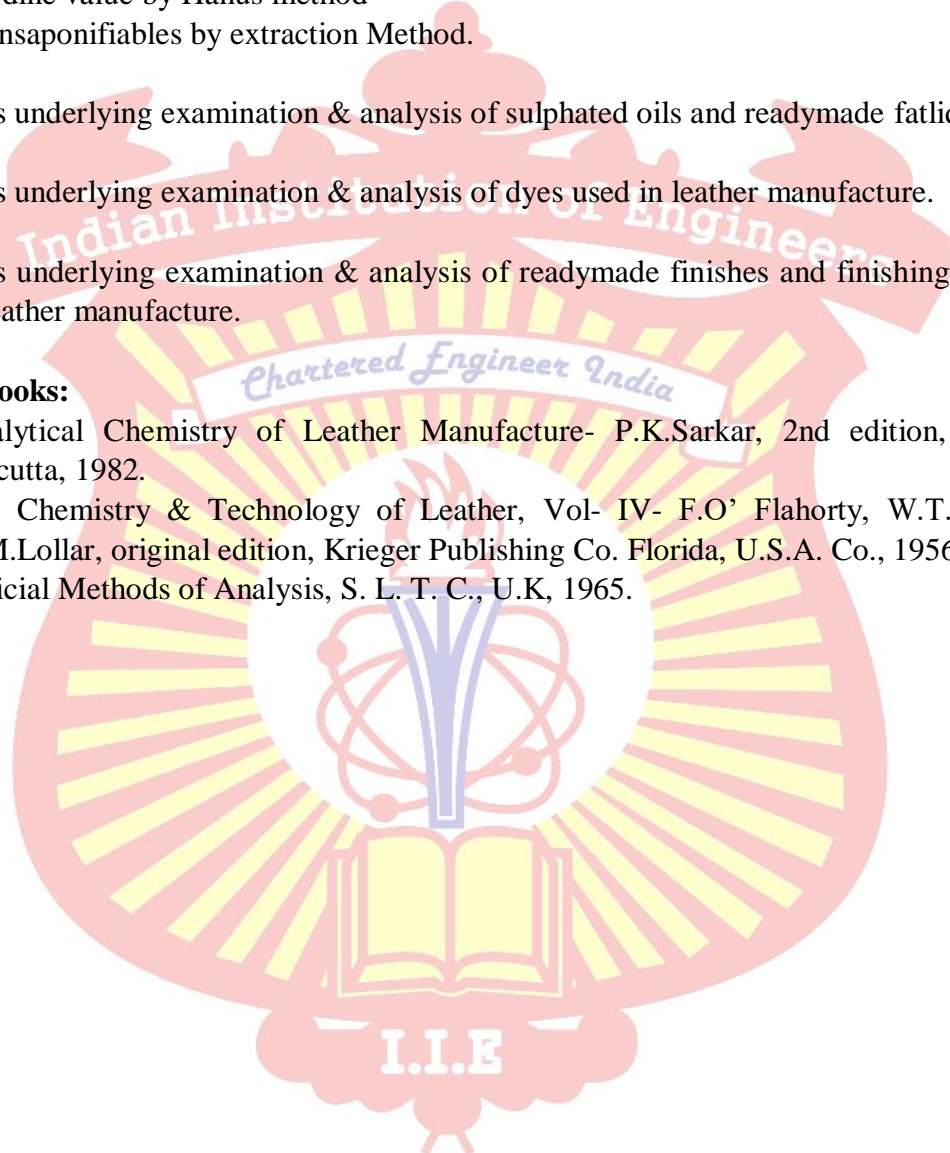 dine value by Hanus method
nsaponifiables by extraction Method.
s underlying examination & analysis of sulphated oils and readymade fatli
s underlying examination & analysis of dyes used in leather manufacture.
Indian Institution of Engineers
s underlying examination & analysis of readymade finishes and finishing
ather manufacture.
Chartered Engineer India
ooks:
lytical Chemistry of Leather Manufacture- P.K.Sarkar, 2nd edition,
cutta, 1982.
Chemistry & Technology of Leather, Vol- IV- F.O’ Flahorty, W.T.
M.Lollar, original edition, Krieger Publishing Co. Florida, U.S.A. Co., 1956
icial Methods of Analysis, S. L. T. C., U.K, 1965.
I.I.E